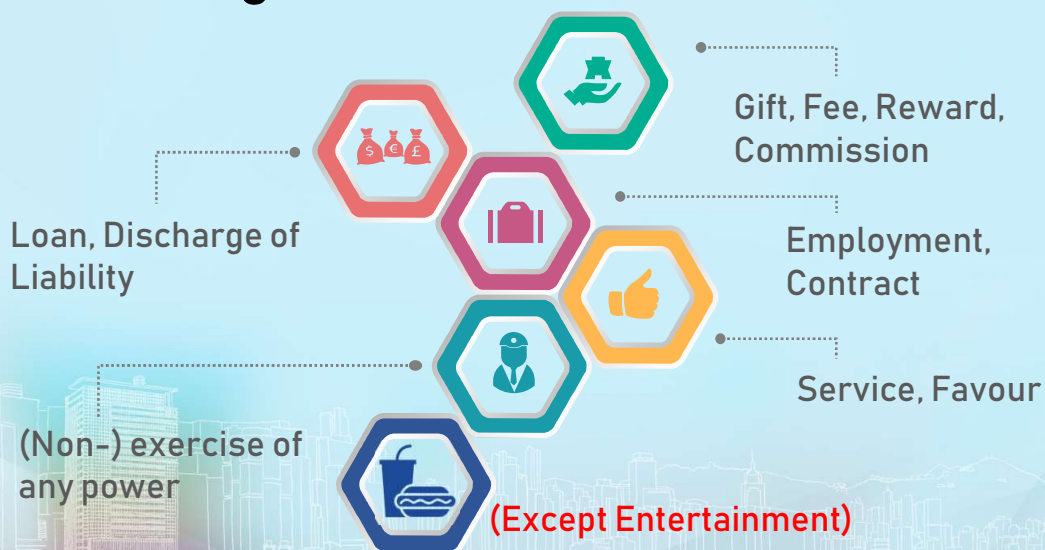 Gift, Fee, Reward,
Commission
Loan, Discharge of
Liability
$ € £
Employment,
Contract
Service, Favour
(Non-) exercise of
any power
(Except Entertainment)